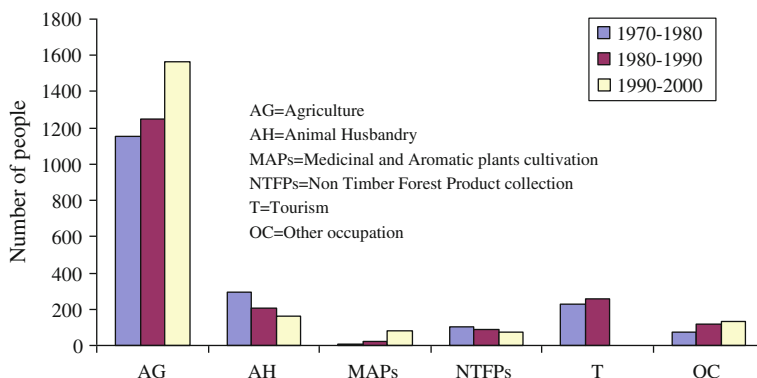 Number of people
1800
1600
1400
1200
1000
800
600
400
200
0
1970-1980
1980-1990
1990-2000
AG=Agriculture
AH=Animal Husbandry
MAPs=Medicinal and Aromatic plants cultivation
NTFPs=Non Timber Forest Product collection
T=Tourism
OC=Other occupation
AG AH MAPs NTFPs T OC